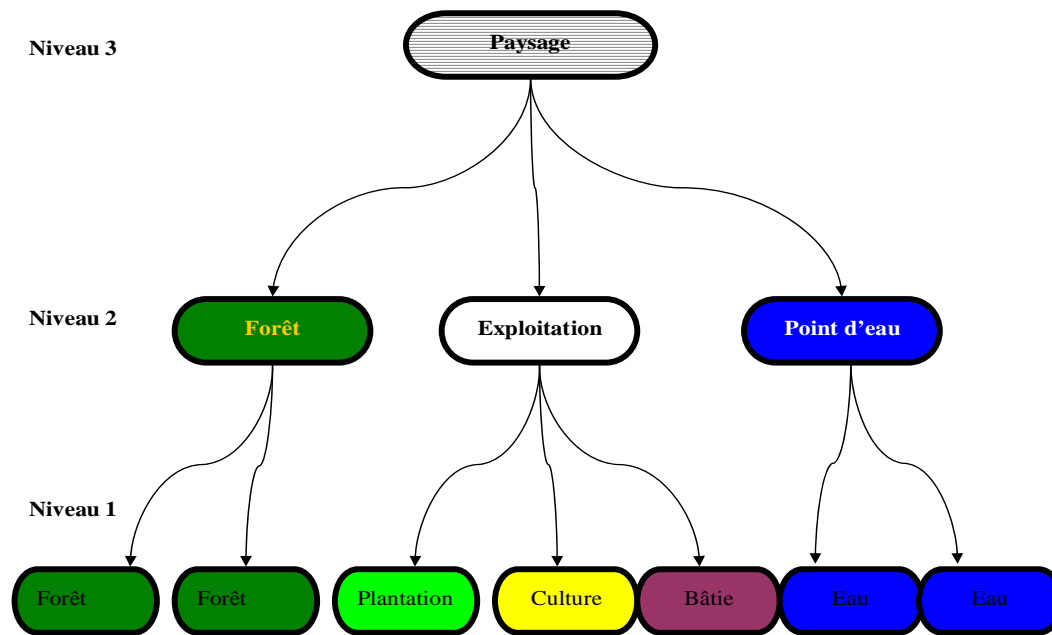 Niveau 3
Paysage
Niveau 2
Forêt
Exploitation
Point d’eau
Niveau 1
Forêt
Forêt
Plantation
Culture
Bâtie
Eau
Eau